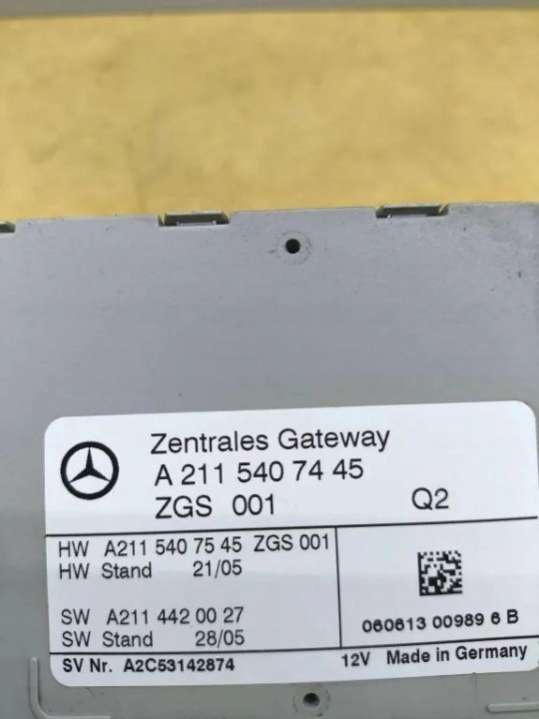 Zentrales Gateway
A 211 540 74 45
ZGS 001 Q2
HW A211 540 75 45 ZGS 001
HW Stand 21/05
SW A211 442 00 27
SW Stand 28/05
060613 00989 6 B
SV Nr. A2C53142874 12V Made in Germany